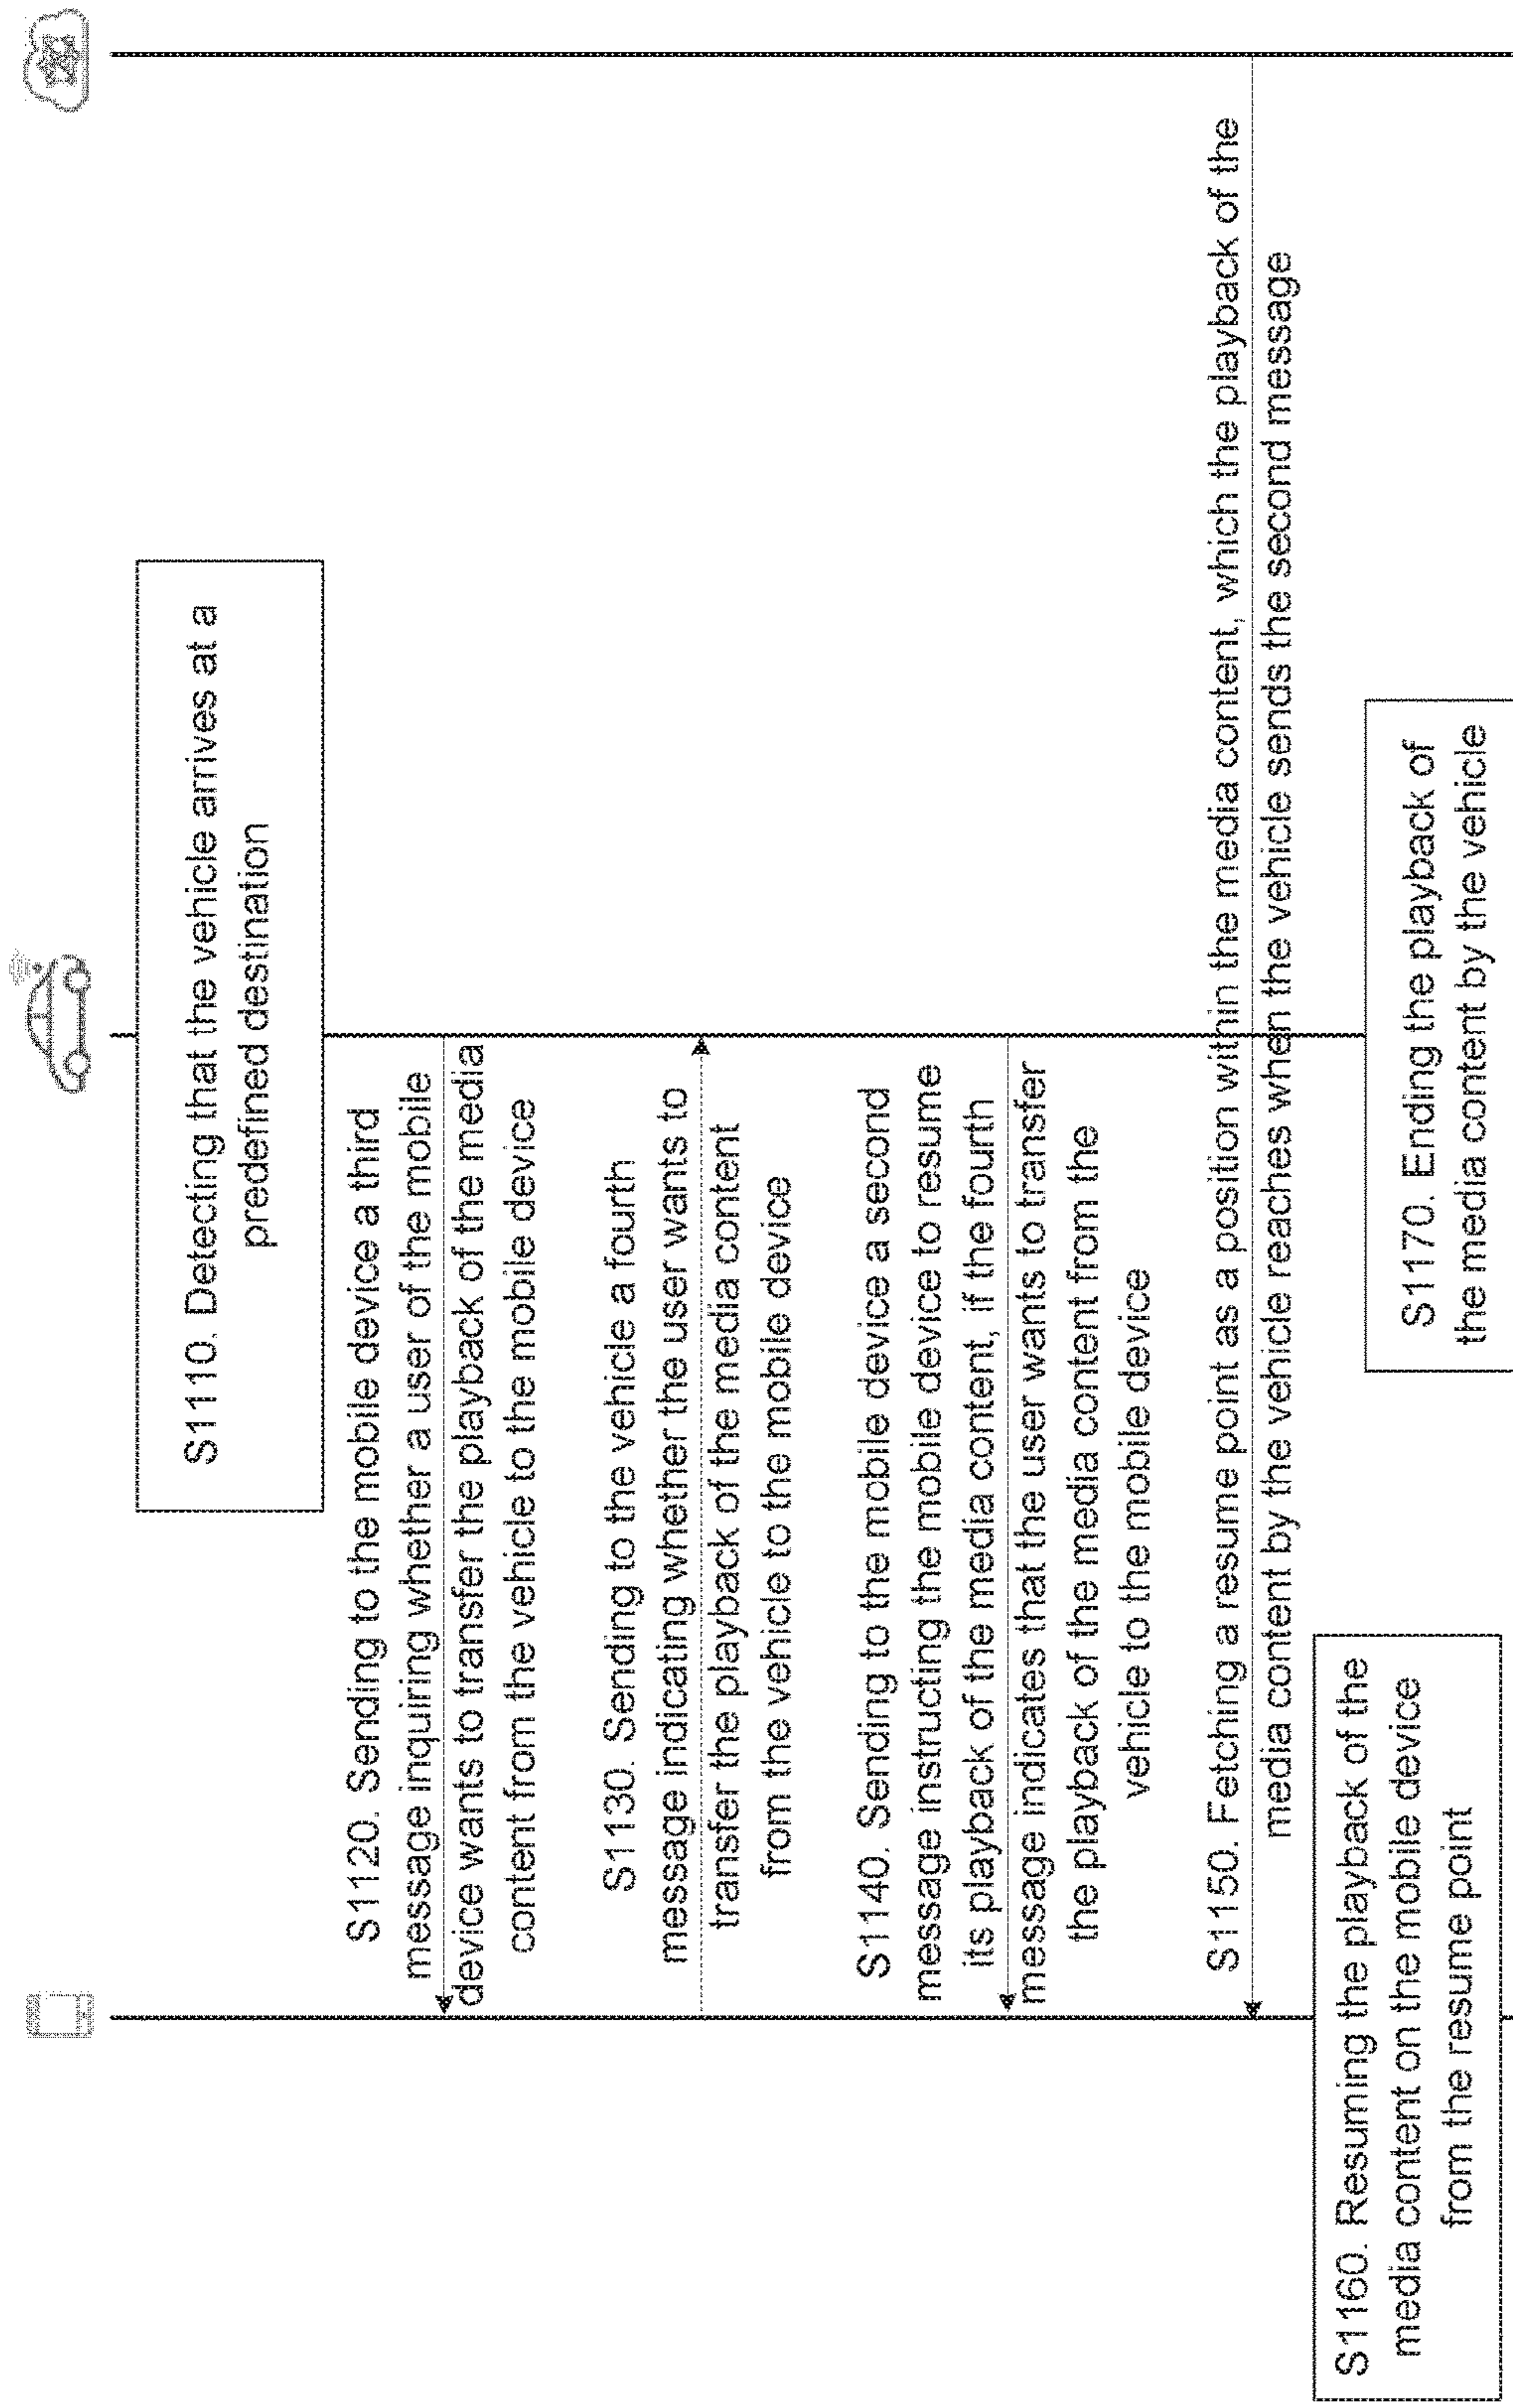 S1110. Detecting that the vehicle arrives at a
predefined destination
S1120. Sending to the mobile device a third
message inquiring whether a user of the mobile
device wants to transfer the playback of the media
content from the vehicle to the mobile device
S1130. Sending to the vehicle a fourth
message indicating whether the user wants to
transfer the playback of the media content
from the vehicle to the mobile device
S1140. Sending to the mobile device a second
message instructing the mobile device to resume
its playback of the media content, if the fourth
message indicates that the user wants to transfer
the playback of the media content from the
vehicle to the mobile device
S1150. Fetching a resume point as a position within the media content, which the playback of the
media content by the vehicle reaches when the vehicle sends the second message
S1160. Resuming the playback of the
media content on the mobile device
from the resume point
S1170. Ending the playback of
the media content by the vehicle